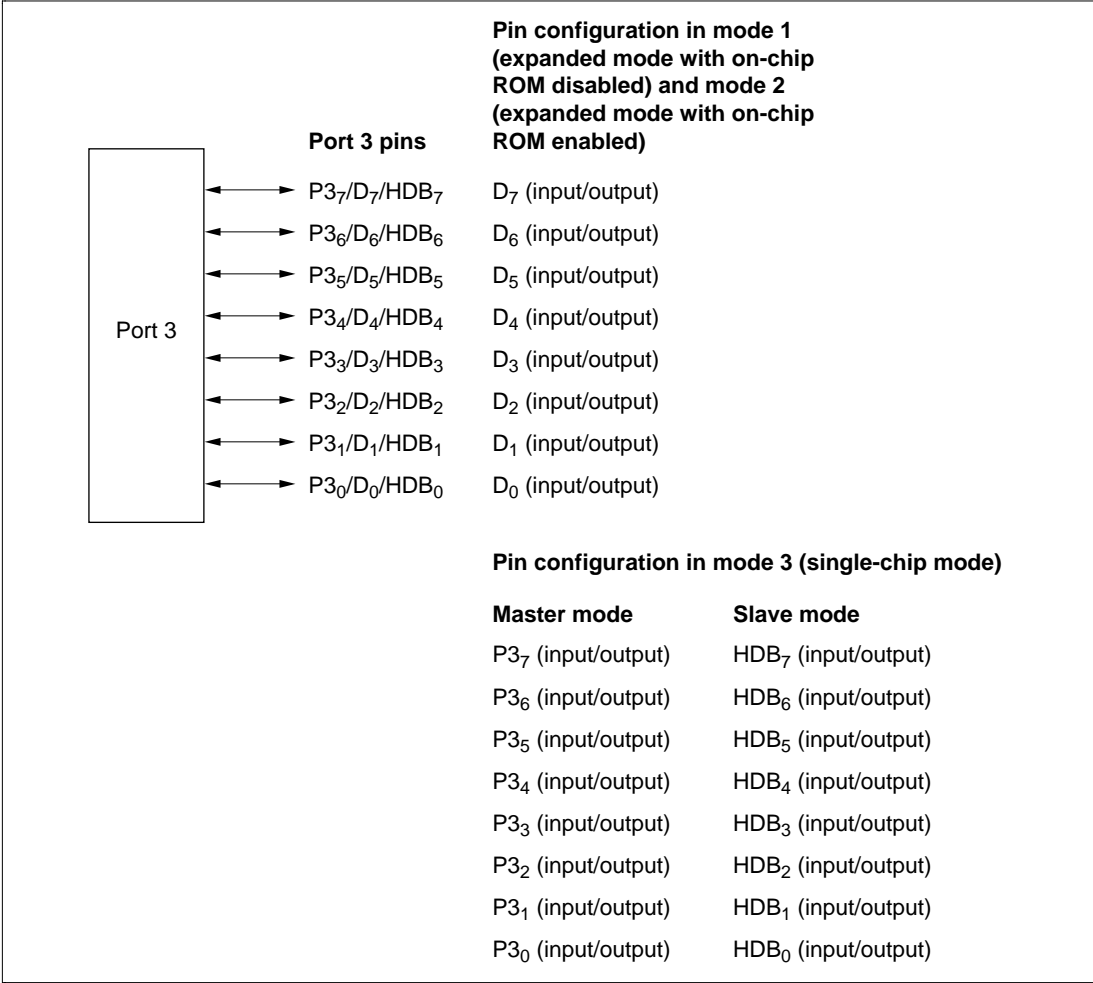 Pin configuration in mode 1
(expanded mode with on-chip
ROM disabled) and mode 2
(expanded mode with on-chip
Port 3 pins ROM enabled)
P3₇/D₇/HDB₇ D₇ (input/output)
P3₆/D₆/HDB₆ D₆ (input/output)
P3₅/D₅/HDB₅ D₅ (input/output)
Port 3 P3₄/D₄/HDB₄ D₄ (input/output)
P3₃/D₃/HDB₃ D₃ (input/output)
P3₂/D₂/HDB₂ D₂ (input/output)
P3₁/D₁/HDB₁ D₁ (input/output)
P3₀/D₀/HDB₀ D₀ (input/output)
Pin configuration in mode 3 (single-chip mode)
Master mode Slave mode
P3₇ (input/output) HDB₇ (input/output)
P3₆ (input/output) HDB₆ (input/output)
P3₅ (input/output) HDB₅ (input/output)
P3₄ (input/output) HDB₄ (input/output)
P3₃ (input/output) HDB₃ (input/output)
P3₂ (input/output) HDB₂ (input/output)
P3₁ (input/output) HDB₁ (input/output)
P3₀ (input/output) HDB₀ (input/output)